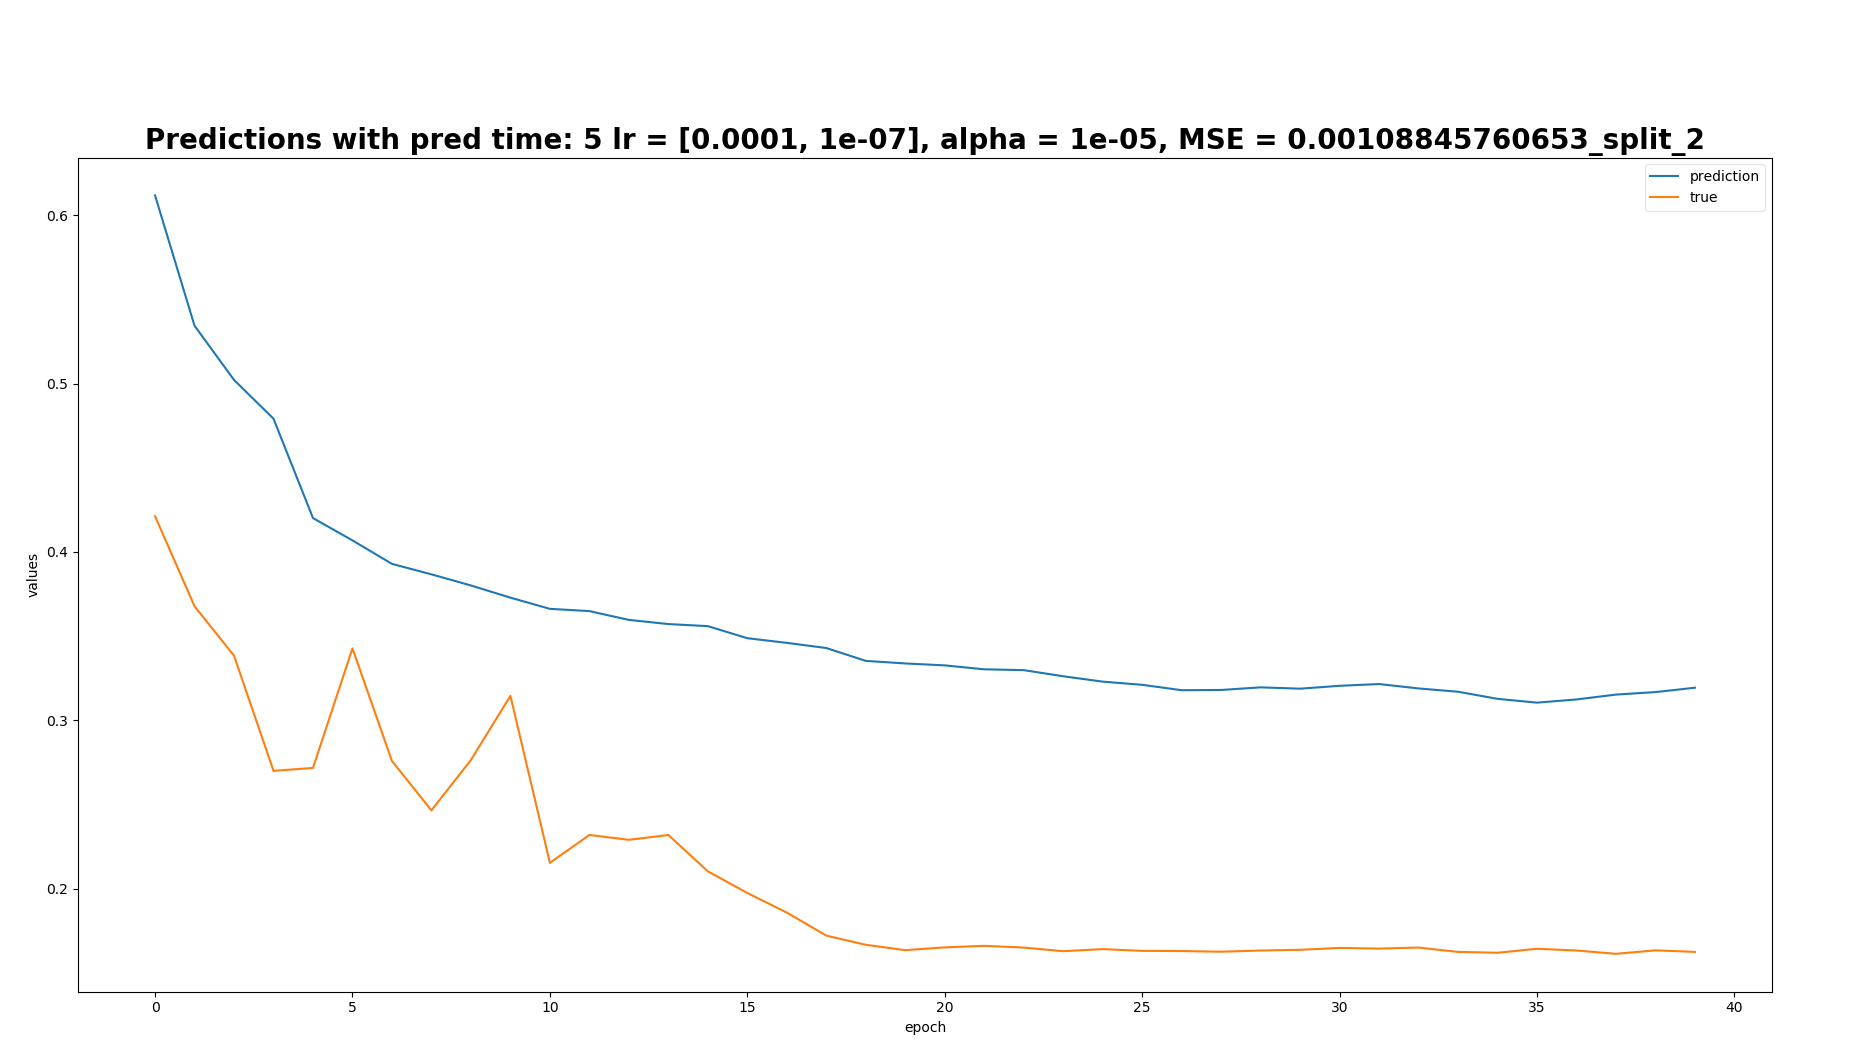 Predictions with pred time: 5 lr = [0.0001, 1e-07], alpha = 1e-05, MSE = 0.00108845760653_split_2
prediction
true
0.6
0.5
0.4
0.3
0.2
values
0 5 10 15 20 25 30 35 40
epoch